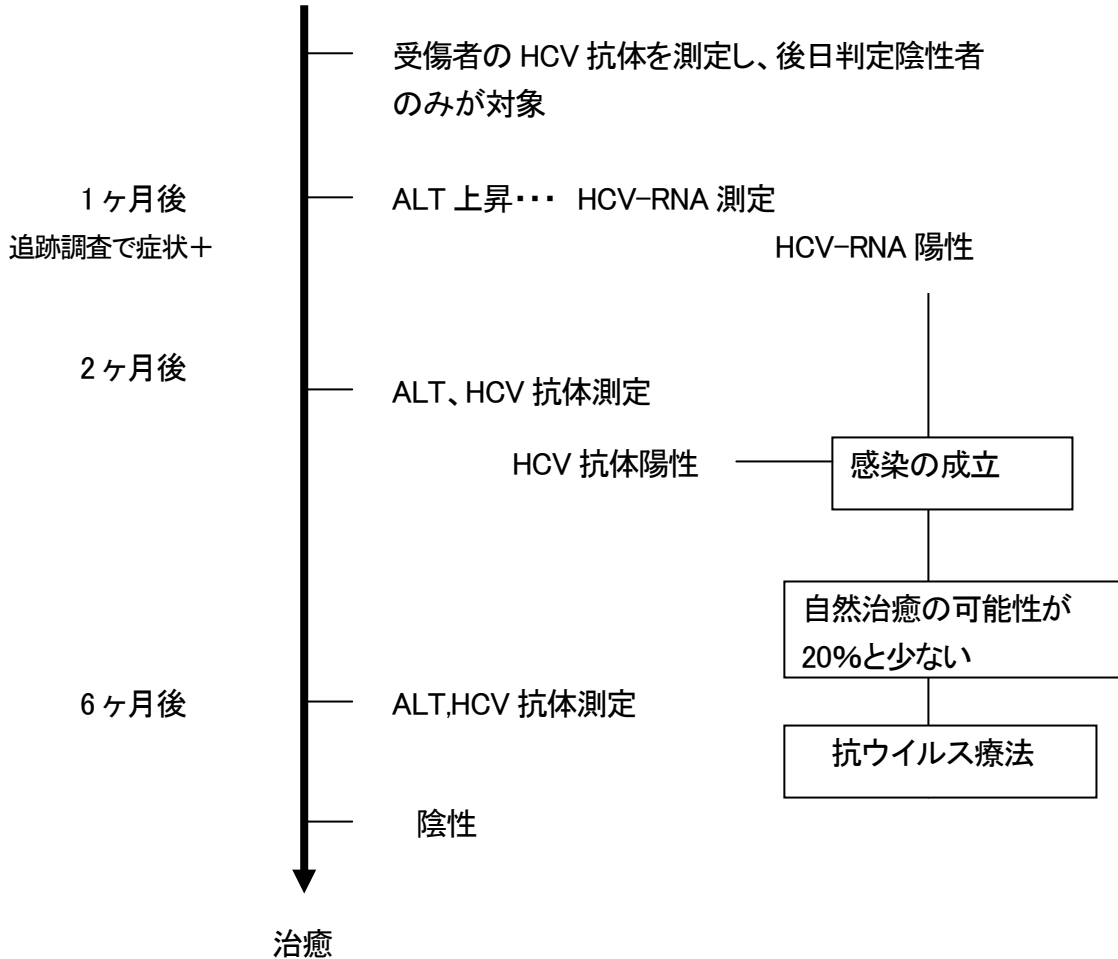 受傷者の HCV 抗体を測定し、後日判定陰性者
のみが対象
1ヶ月後
ALT 上昇・・・ HCV-RNA 測定
追跡調査で症状＋
HCV-RNA 陽性
2ヶ月後
ALT、HCV 抗体測定
HCV 抗体陽性
感染の成立
自然治癒の可能性が
20%と少ない
6ヶ月後
ALT,HCV 抗体測定
抗ウイルス療法
陰性
治癒